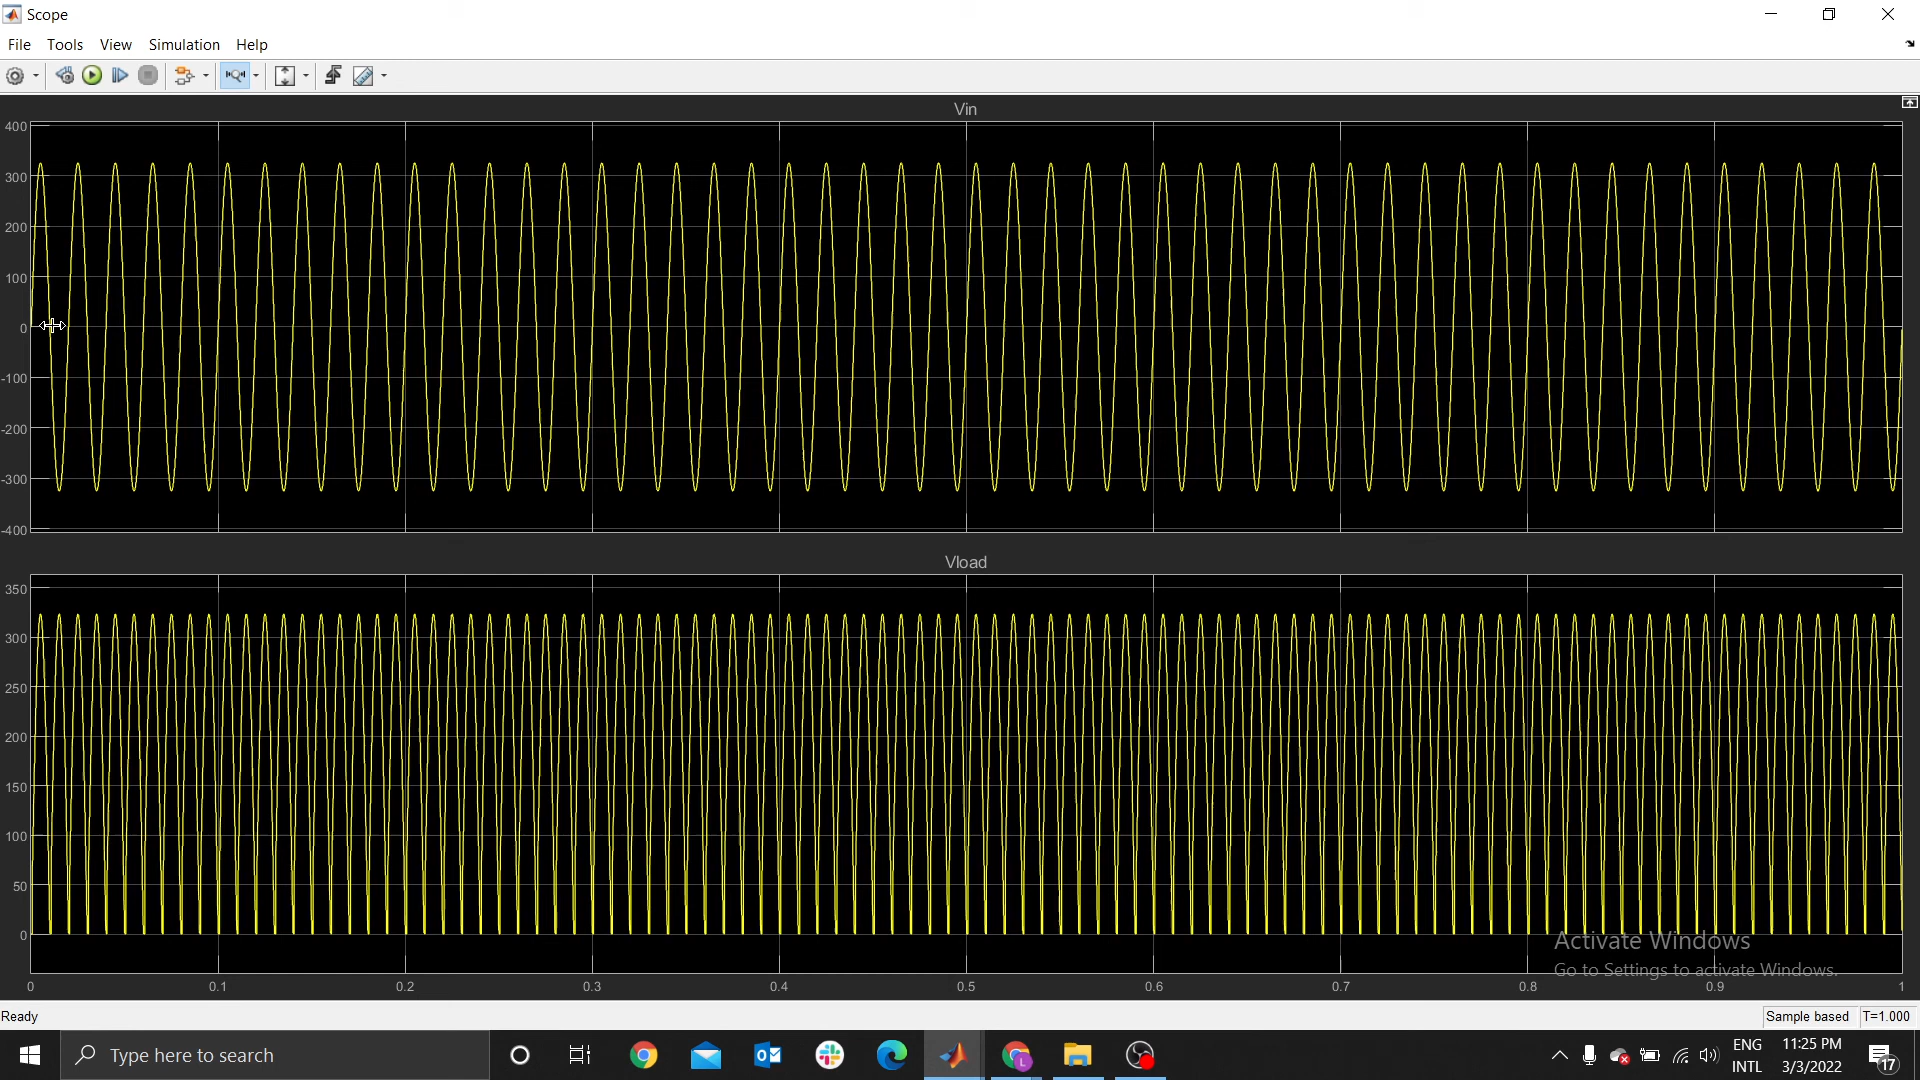 Scope
File Tools View Simulation Help
Vin
400
300
200
100
0
-100
-200
-300
-400
Vload
350
300
250
200
150
100
50
0
0 0.1 0.2 0.3 0.4 0.5 0.6 0.7 0.8 0.9 1
Activate Windows
Go to Settings to activate Windows.
Ready Sample based T=1.000
Type here to search
L
ENG 11:25 PM
INTL 3/3/2022
17